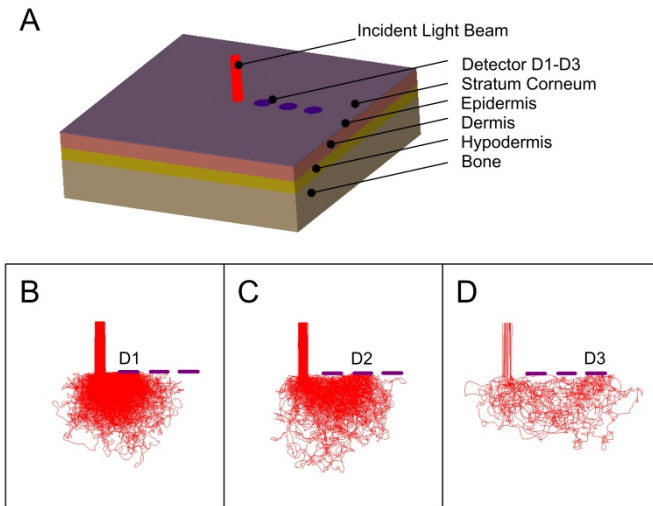 A
Incident Light Beam
Detector D1-D3
Stratum Corneum
Epidermis
Dermis
Hypodermis
Bone
B
D1
C
D2
D
D3